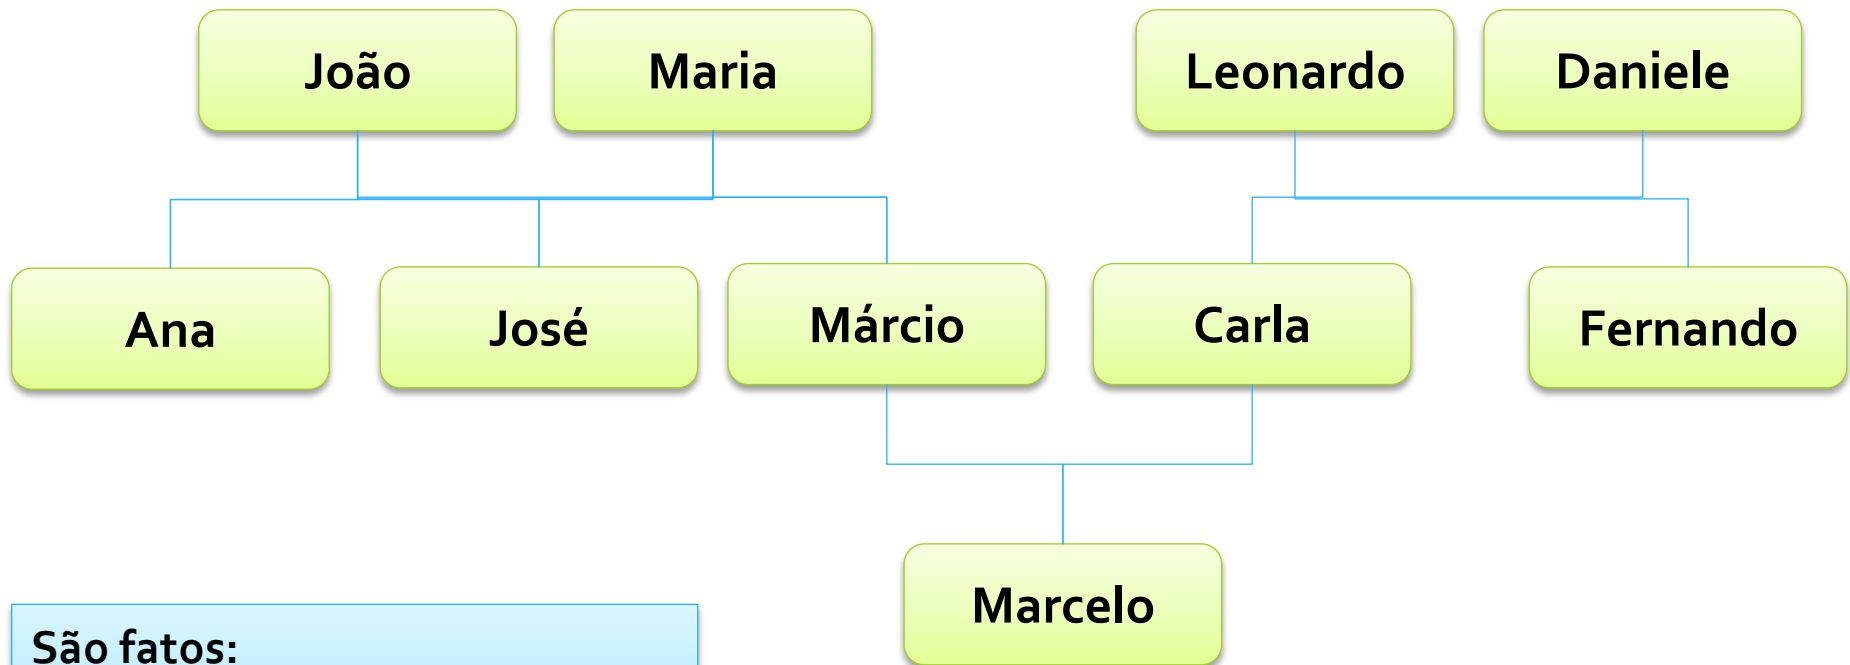 João
Maria
Leonardo
Daniele
Ana
José
Márcio
Carla
Fernando
Marcelo
São fatos: